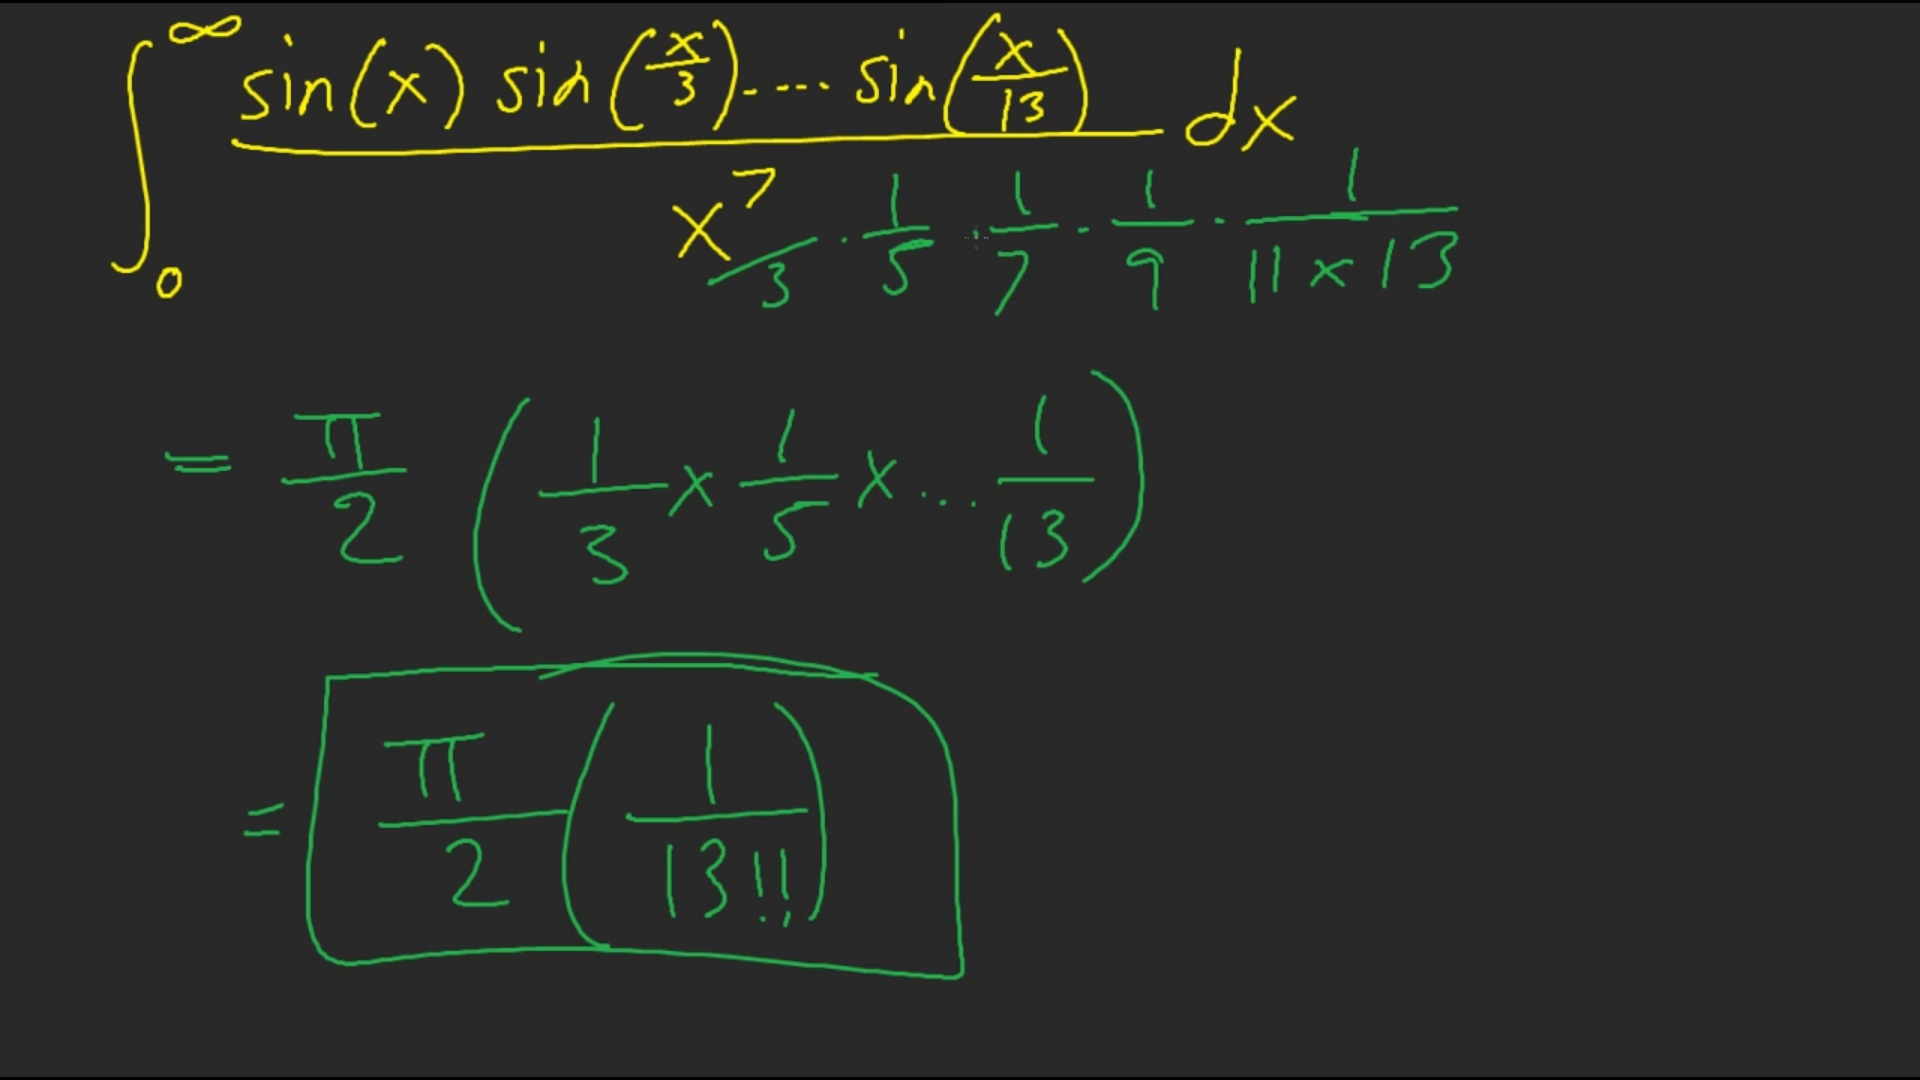 ∫₀^∞ sin(x) sin(x/3)----- sin(x/13) / x⁷ dx
/3 · 1/5 · 1/7 · 1/9 · 1/(11 x 13)
= π/2 (1/3 x 1/5 x ... 1/13)
= π/2 (1/13!!)